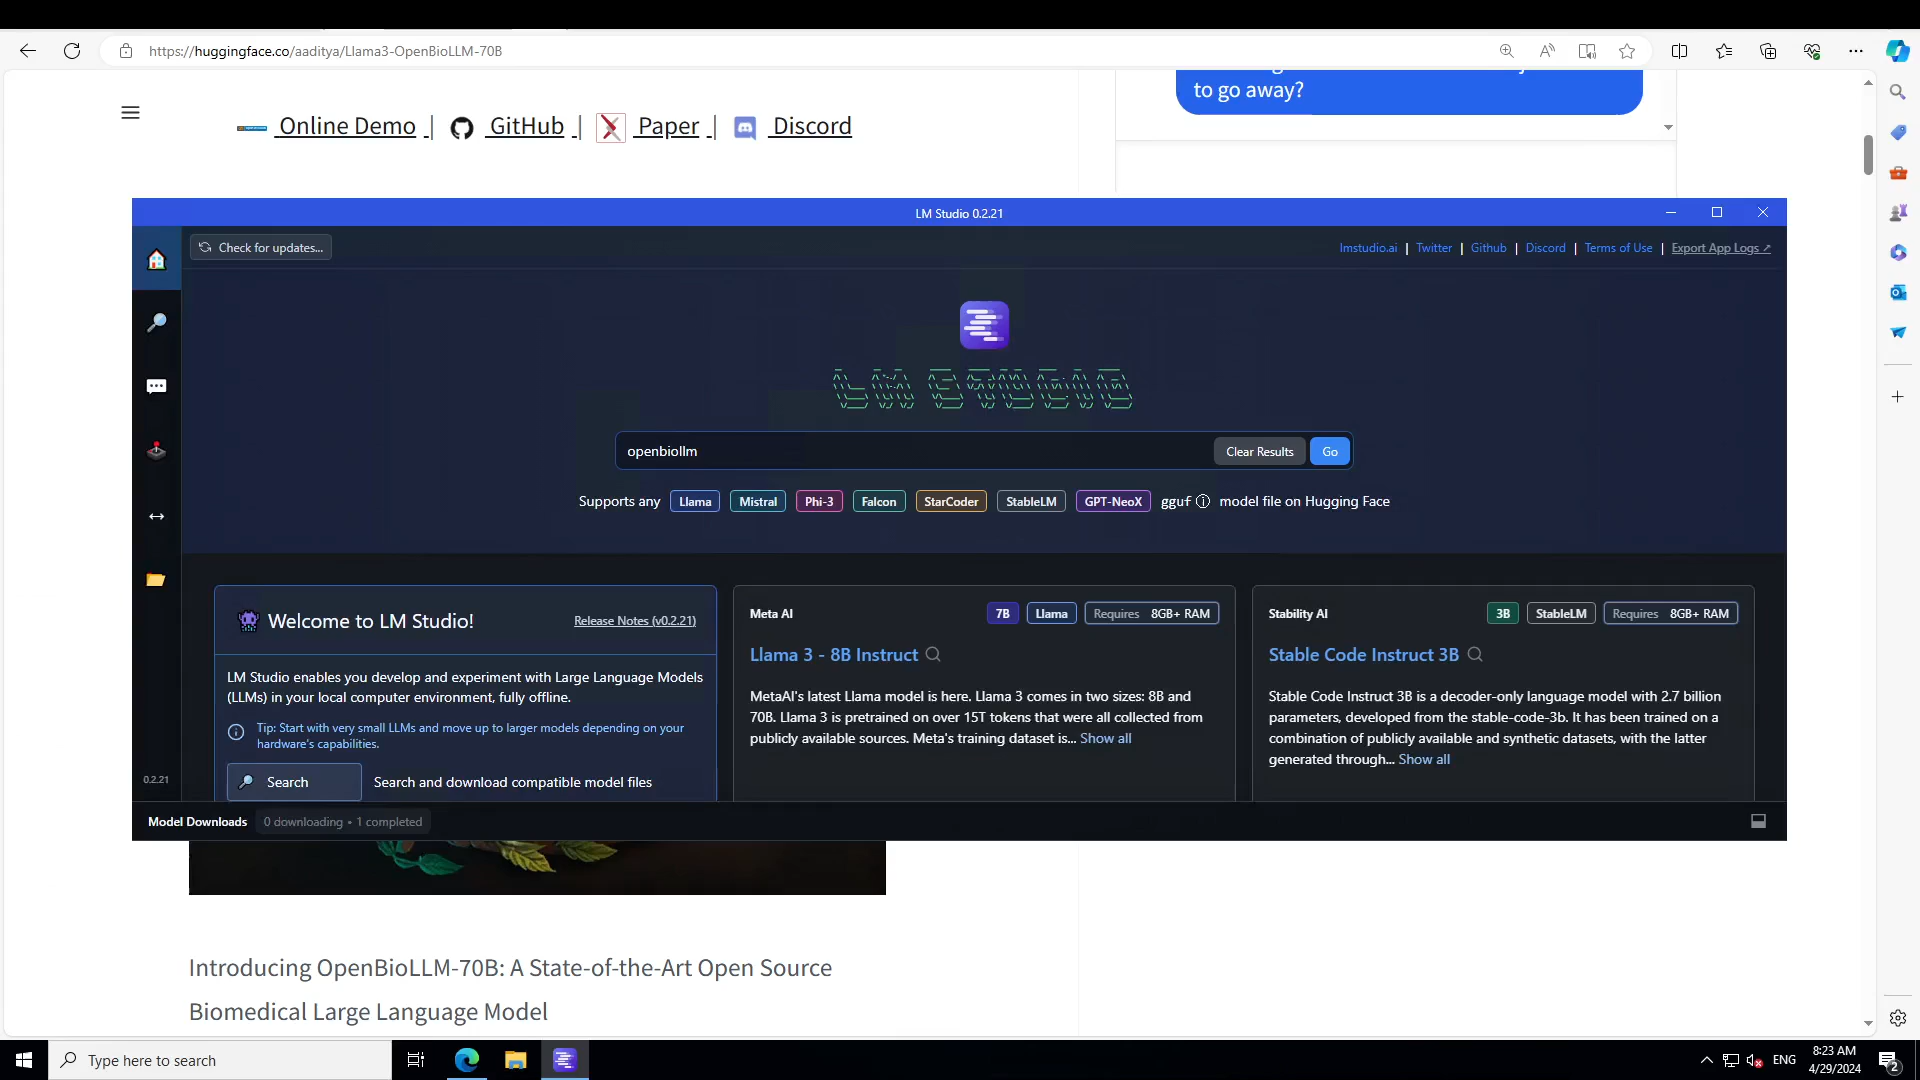 https://huggingface.co/aaditya/Llama3-OpenBioLLM-70B
to go away?
Online Demo | GitHub | Paper | Discord
LM Studio 0.2.21
Check for updates...
lmstudio.ai | Twitter | Github | Discord | Terms of Use | Export App Logs ↗
LM STUDIO
openbiollm
Clear Results
Go
Supports any Llama Mistral Phi-3 Falcon StarCoder StableLM GPT-NeoX gguf model file on Hugging Face
Welcome to LM Studio!
Release Notes (v0.2.21)
LM Studio enables you develop and experiment with Large Language Models
(LLMs) in your local computer environment, fully offline.
Tip: Start with very small LLMs and move up to larger models depending on your
hardware's capabilities.
Search
Search and download compatible model files
Meta AI
7B
Llama
Requires 8GB+ RAM
Llama 3 - 8B Instruct
MetaAI's latest Llama model is here. Llama 3 comes in two sizes: 8B and
70B. Llama 3 is pretrained on over 15T tokens that were all collected from
publicly available sources. Meta's training dataset is... Show all
Stability AI
3B
StableLM
Requires 8GB+ RAM
Stable Code Instruct 3B
Stable Code Instruct 3B is a decoder-only language model with 2.7 billion
parameters, developed from the stable-code-3b. It has been trained on a
combination of publicly available and synthetic datasets, with the latter
generated through... Show all
0.2.21
Model Downloads
0 downloading • 1 completed
Introducing OpenBioLLM-70B: A State-of-the-Art Open Source
Biomedical Large Language Model
Type here to search
ENG
8:23 AM
4/29/2024
2